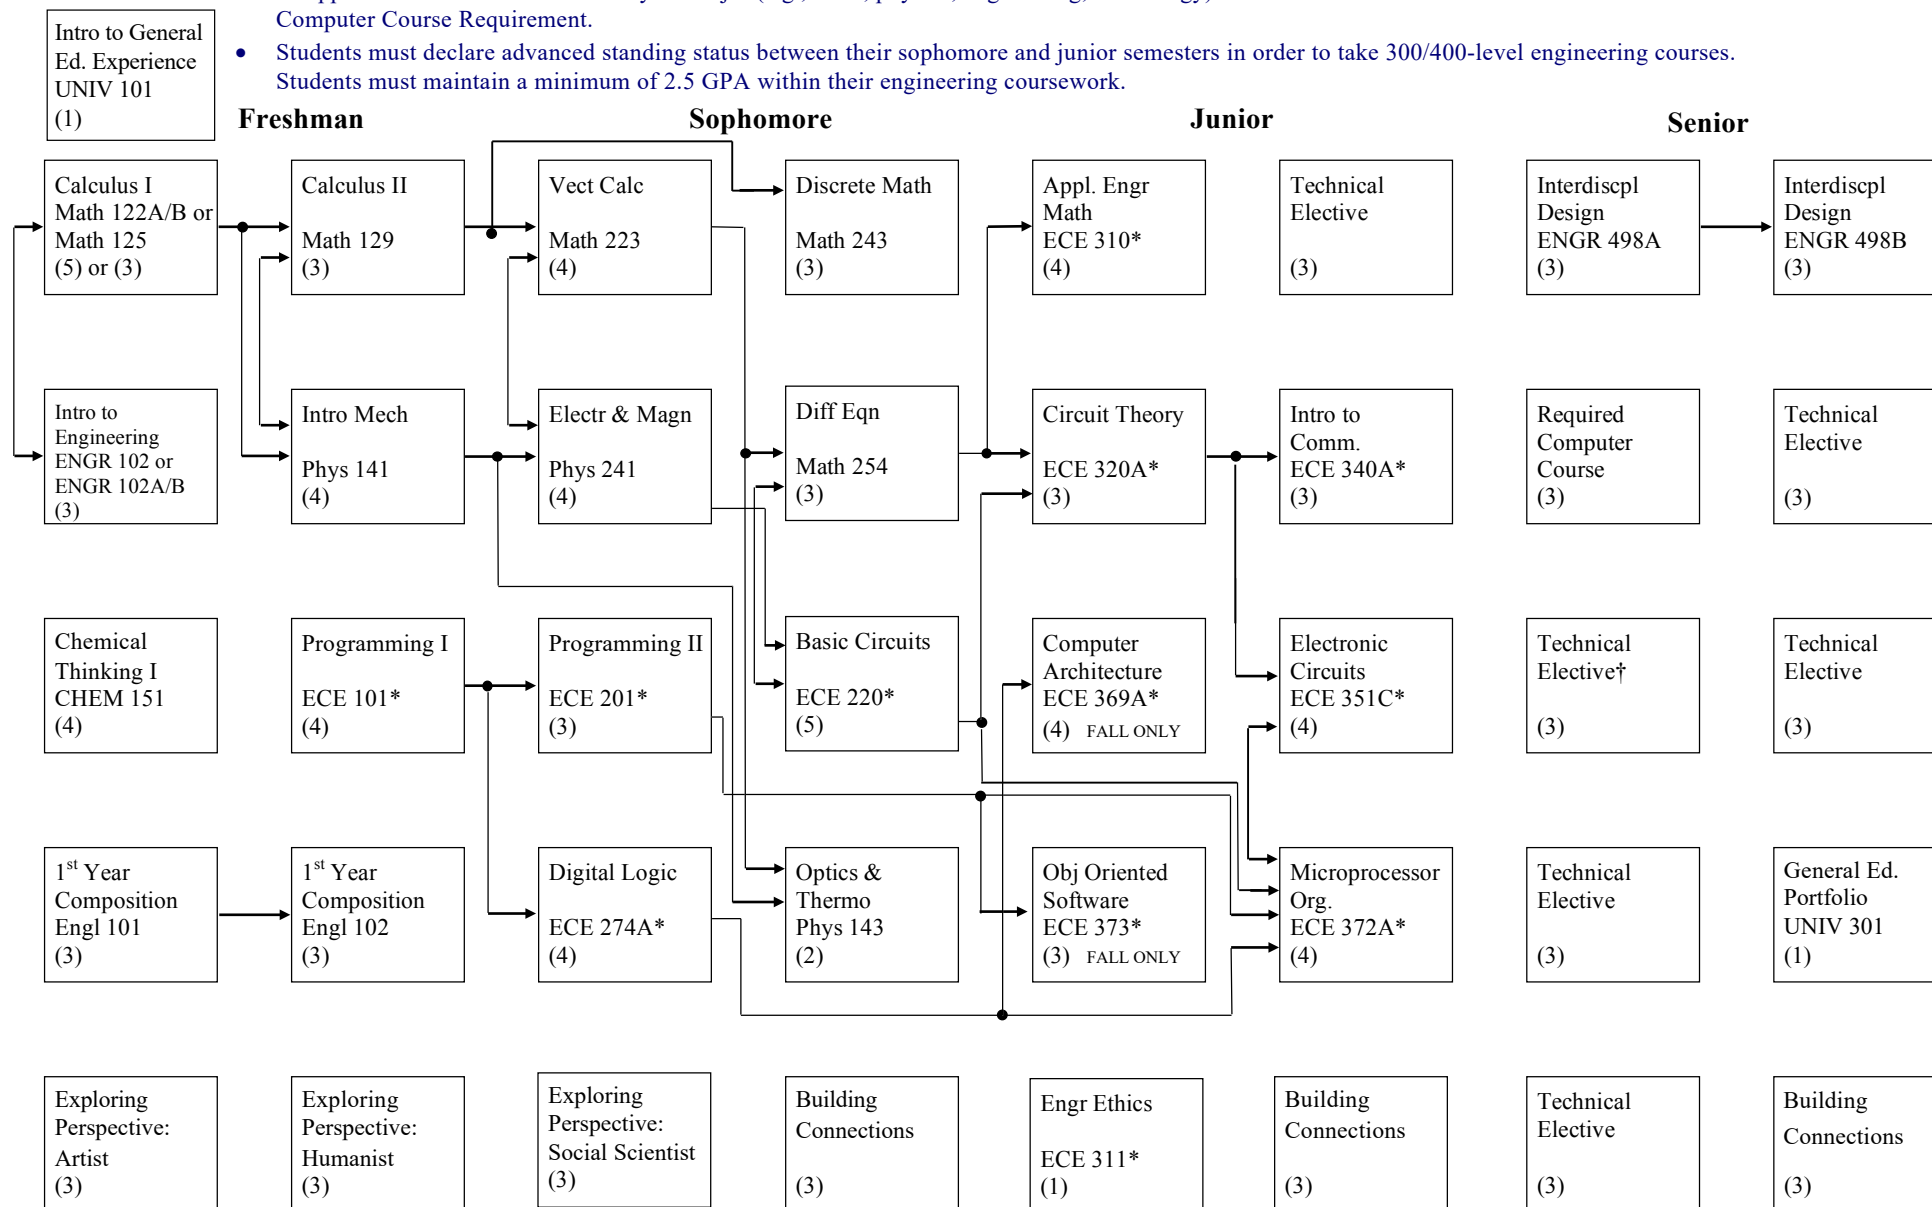 Computer Course Requirement.
• Students must declare advanced standing status between their sophomore and junior semesters in order to take 300/400-level engineering courses.
Students must maintain a minimum of 2.5 GPA within their engineering coursework.
Intro to General
Ed. Experience
UNIV 101
(1)
Freshman
Sophomore
Junior
Senior
Calculus I
Math 122A/B or
Math 125
(5) or (3)
Calculus II
Math 129
(3)
Vect Calc
Math 223
(4)
Discrete Math
Math 243
(3)
Appl. Engr
Math
ECE 310*
(4)
Technical
Elective
(3)
Interdiscpl
Design
ENGR 498A
(3)
Interdiscpl
Design
ENGR 498B
(3)
Intro to
Engineering
ENGR 102 or
ENGR 102A/B
(3)
Intro Mech
Phys 141
(4)
Electr & Magn
Phys 241
(4)
Diff Eqn
Math 254
(3)
Circuit Theory
ECE 320A*
(3)
Intro to
Comm.
ECE 340A*
(3)
Required
Computer
Course
(3)
Technical
Elective
(3)
Chemical
Thinking I
CHEM 151
(4)
Programming I
ECE 101*
(4)
Programming II
ECE 201*
(3)
Basic Circuits
ECE 220*
(5)
Computer
Architecture
ECE 369A*
(4) FALL ONLY
Electronic
Circuits
ECE 351C*
(4)
Technical
Elective†
(3)
Technical
Elective
(3)
1st Year
Composition
Engl 101
(3)
1st Year
Composition
Engl 102
(3)
Digital Logic
ECE 274A*
(4)
Optics &
Thermo
Phys 143
(2)
Obj Oriented
Software
ECE 373*
(3) FALL ONLY
Microprocessor
Org.
ECE 372A*
(4)
Technical
Elective
(3)
General Ed.
Portfolio
UNIV 301
(1)
Exploring
Perspective:
Artist
(3)
Exploring
Perspective:
Humanist
(3)
Exploring
Perspective:
Social Scientist
(3)
Building
Connections
(3)
Engr Ethics
ECE 311*
(1)
Building
Connections
(3)
Technical
Elective
(3)
Building
Connections
(3)